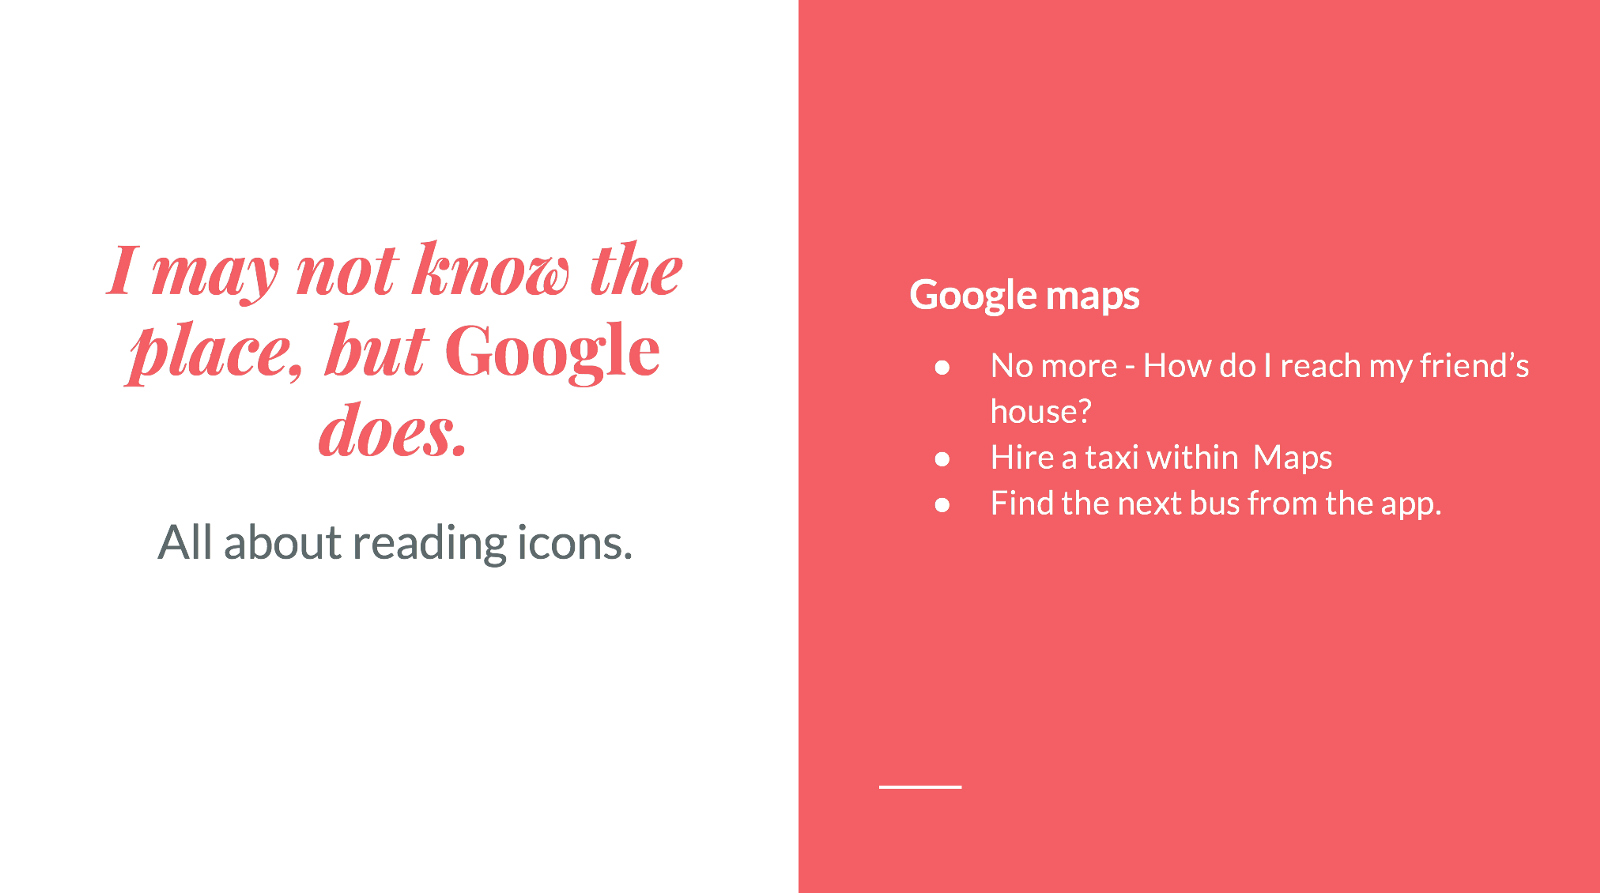 I may not know the
place, but Google
does.
All about reading icons.
Google maps
● No more - How do I reach my friend’s
house?
● Hire a taxi within  Maps
● Find the next bus from the app.